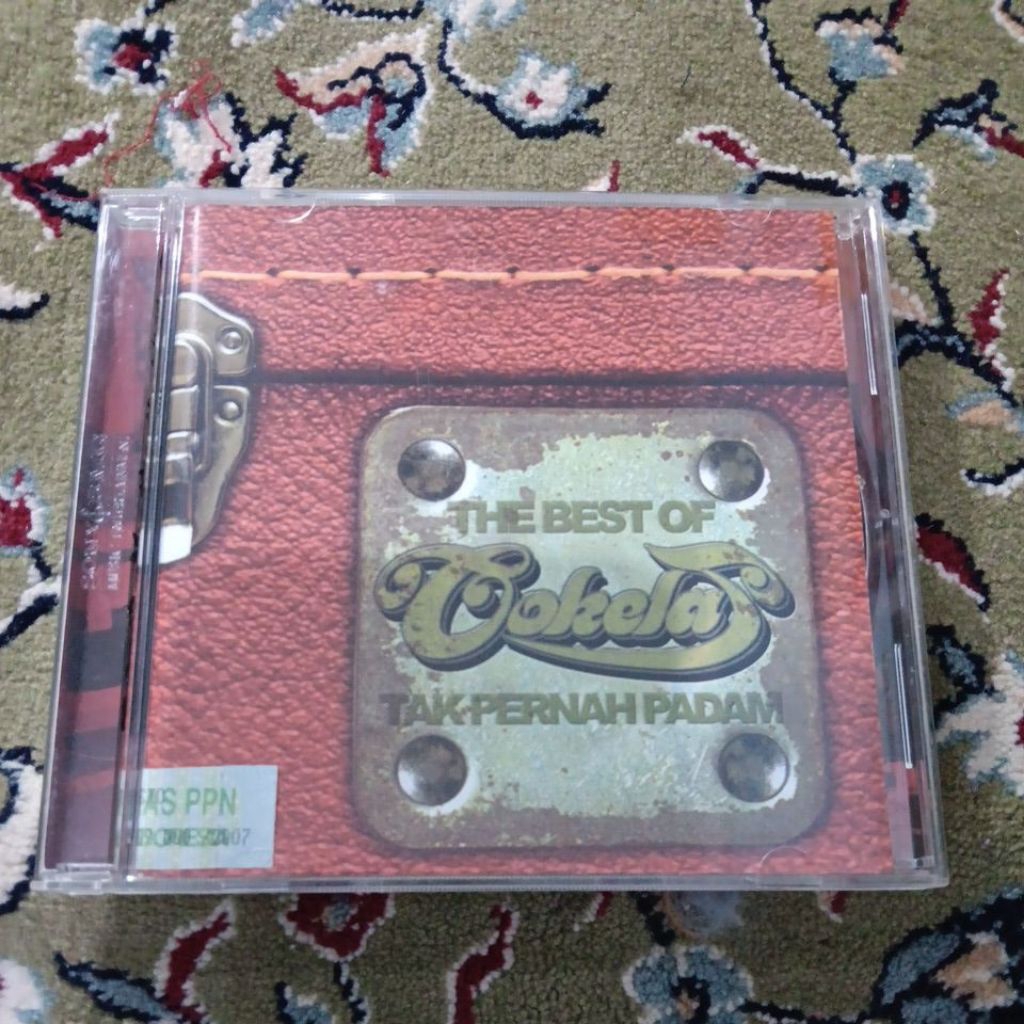 THE BEST OF
Cokelat
TAK PERNAH PADAM
PPN